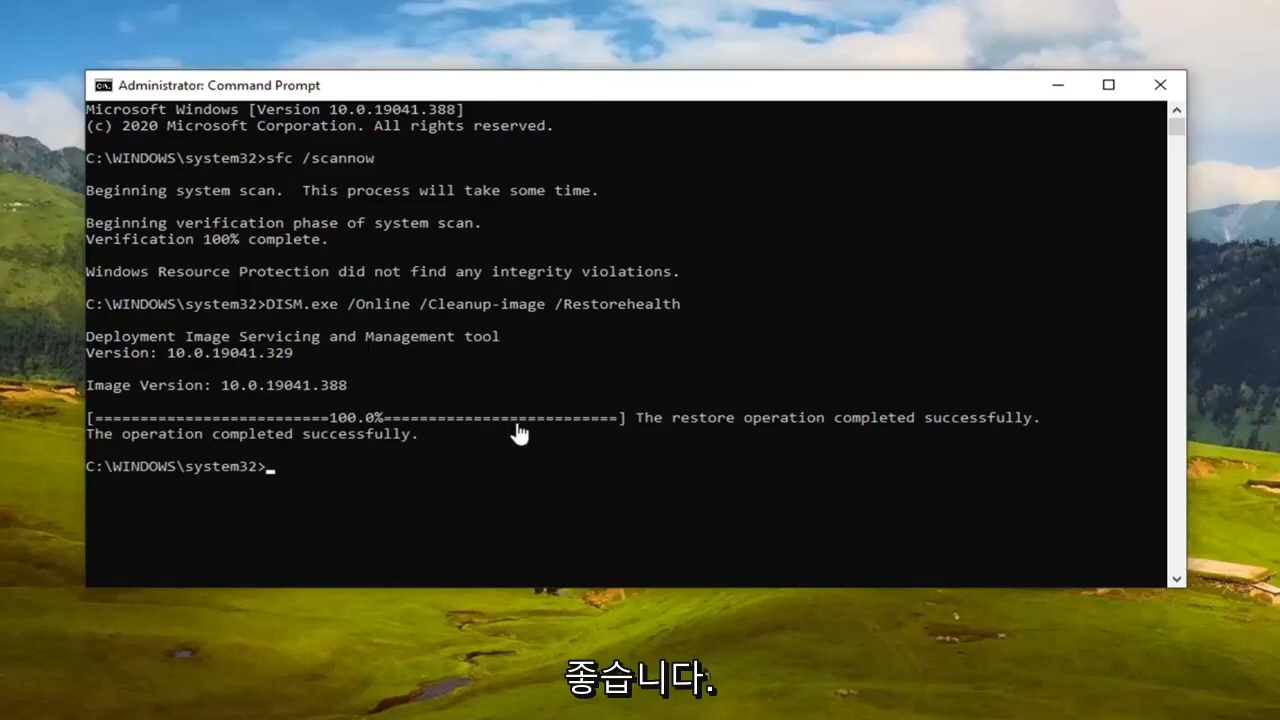 Administrator: Command Prompt
Microsoft Windows [Version 10.0.19041.388]
(c) 2020 Microsoft Corporation. All rights reserved.
C:\WINDOWS\system32>sfc /scannow
Beginning system scan.  This process will take some time.
Beginning verification phase of system scan.
Verification 100% complete.
Windows Resource Protection did not find any integrity violations.
C:\WINDOWS\system32>DISM.exe /Online /Cleanup-image /Restorehealth
Deployment Image Servicing and Management tool
Version: 10.0.19041.329
Image Version: 10.0.19041.388
[==========================100.0%==========================] The restore operation completed successfully.
The operation completed successfully.
C:\WINDOWS\system32>
좋습니다.